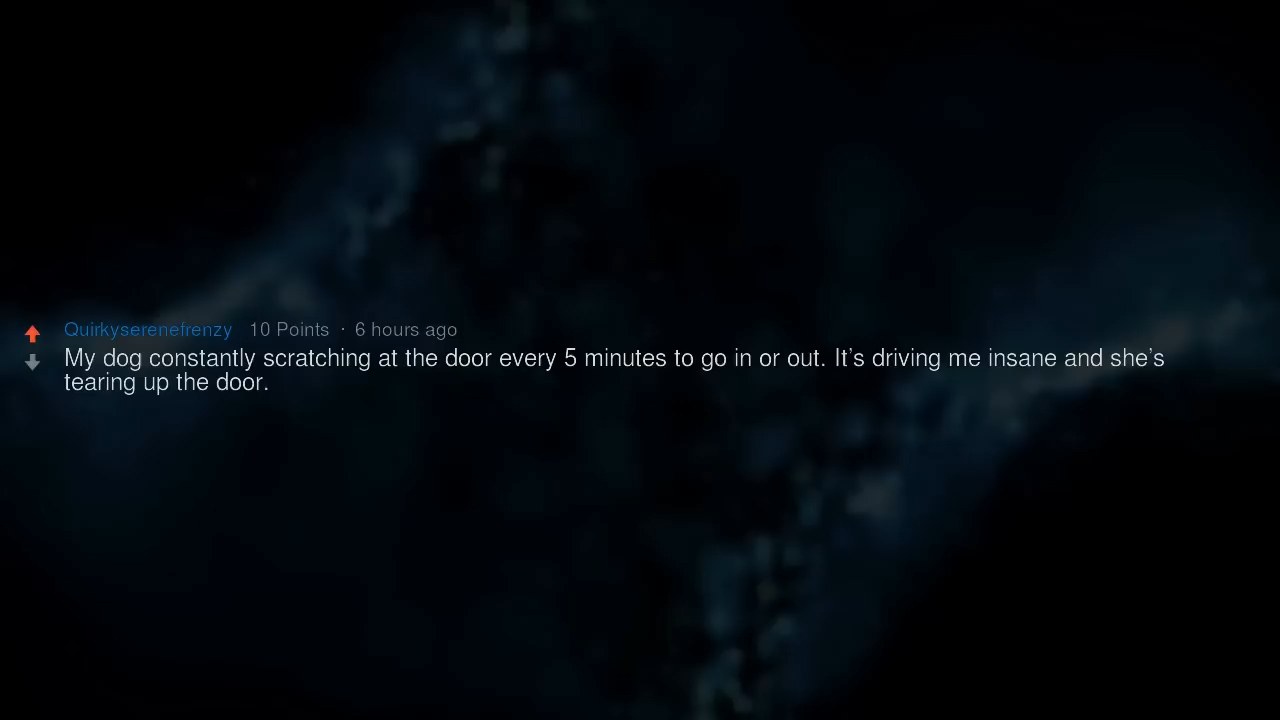 Quirkyserenefrenzy 10 Points · 6 hours ago
My dog constantly scratching at the door every 5 minutes to go in or out. It's driving me insane and she's
tearing up the door.